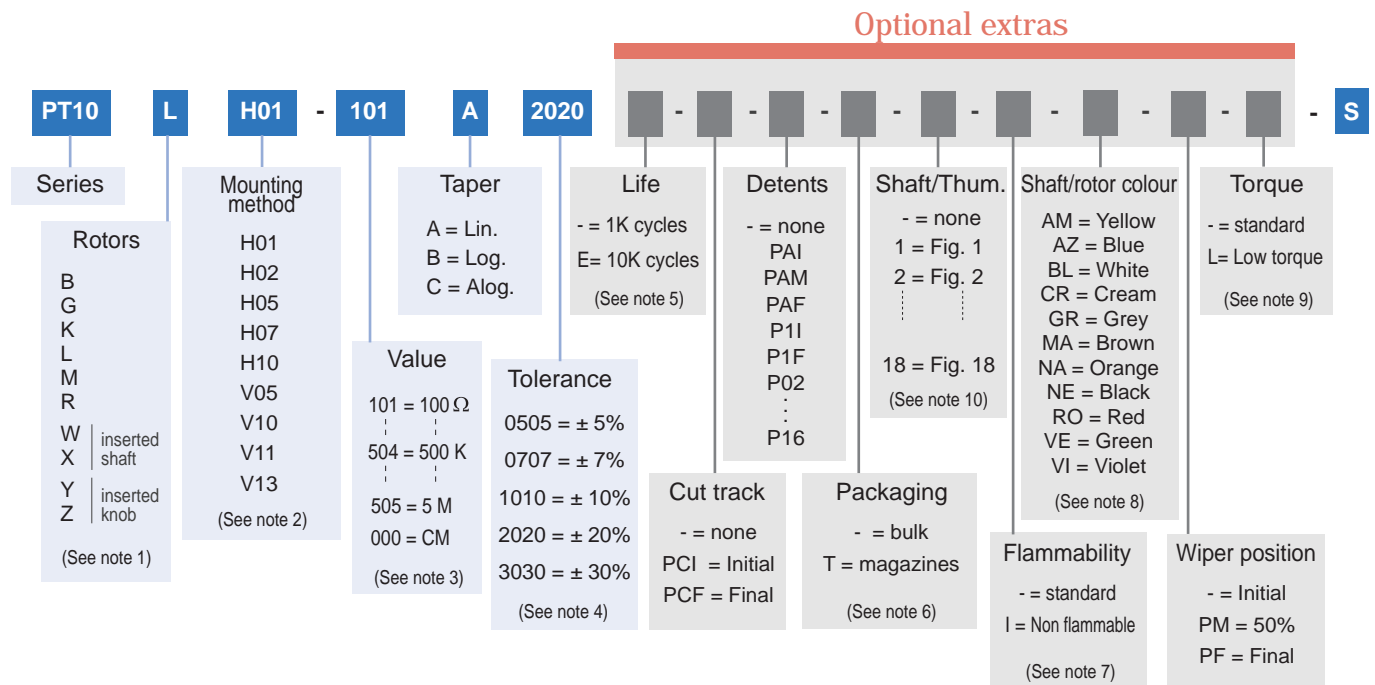 Optional extras
PT10 L H01 - 101 A 2020 - - - - - - - - - S
Series
Rotors
B
G
K
L
M
R
W
X
inserted
shaft
Y
Z
inserted
knob
(See note 1)
Mounting
method
H01
H02
H05
H07
H10
V05
V10
V11
V13
(See note 2)
Value
101 = 100 Ω
504 = 500 K
505 = 5 M
000 = CM
(See note 3)
Taper
A = Lin.
B = Log.
C = Alog.
Tolerance
0505 = ± 5%
0707 = ± 7%
1010 = ± 10%
2020 = ± 20%
3030 = ± 30%
(See note 4)
Life
- = 1K cycles
E= 10K cycles
(See note 5)
Cut track
- = none
PCI = Initial
PCF = Final
Detents
- = none
PAI
PAM
PAF
P1I
P1F
P02
:
P16
Packaging
- = bulk
T = magazines
(See note 6)
Shaft/Thum.
- = none
1 = Fig. 1
2 = Fig. 2
18 = Fig. 18
(See note 10)
Flammability
- = standard
I = Non flammable
(See note 7)
Shaft/rotor colour
AM = Yellow
AZ = Blue
BL = White
CR = Cream
GR = Grey
MA = Brown
NA = Orange
NE = Black
RO = Red
VE = Green
VI = Violet
(See note 8)
Wiper position
- = Initial
PM = 50%
PF = Final
Torque
- = standard
L= Low torque
(See note 9)